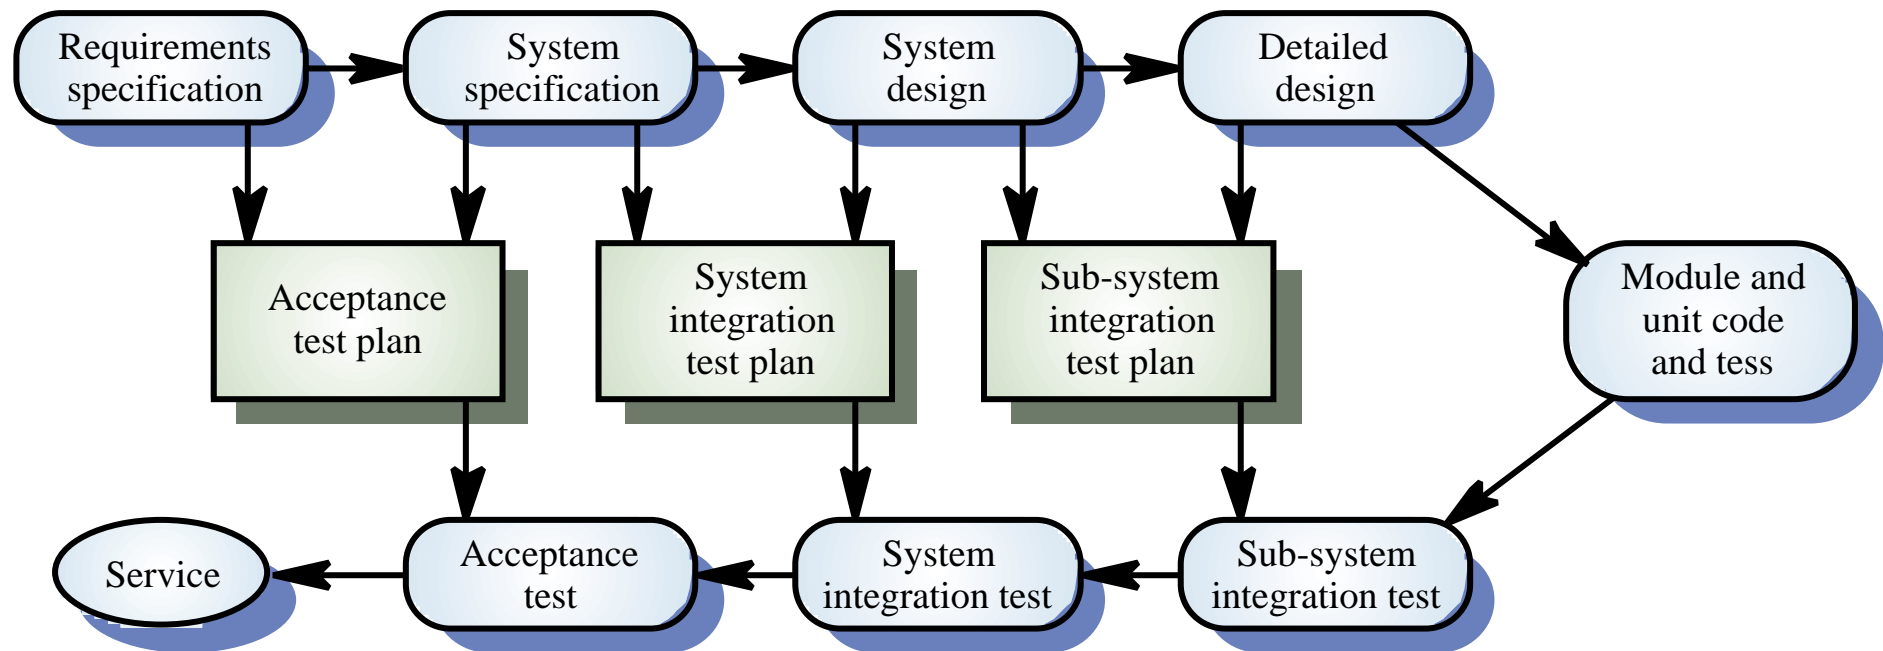 Requirements
specification
System
specification
System
design
Detailed
design
Acceptance
test plan
System
integration
test plan
Sub-system
integration
test plan
Module and
unit code
and tess
Service
Acceptance
test
System
integration test
Sub-system
integration test